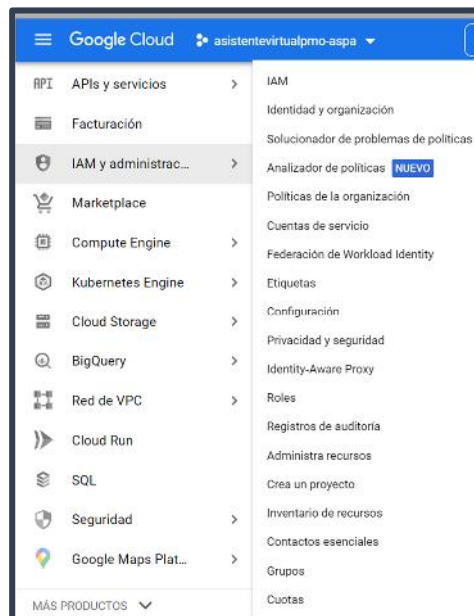 Google Cloud
asistentevirtualpmo-aspa
API
APIs y servicios
Facturación
IAM y administrac...
Marketplace
Compute Engine
Kubernetes Engine
Cloud Storage
BigQuery
Red de VPC
Cloud Run
SQL
Seguridad
Google Maps Plat...
MÁS PRODUCTOS
IAM
Identidad y organización
Solucionador de problemas de políticas
Analizador de políticas NUEVO
Políticas de la organización
Cuentas de servicio
Federación de Workload Identity
Etiquetas
Configuración
Privacidad y seguridad
Identity-Aware Proxy
Roles
Registros de auditoría
Administra recursos
Crea un proyecto
Inventario de recursos
Contactos esenciales
Grupos
Cuotas